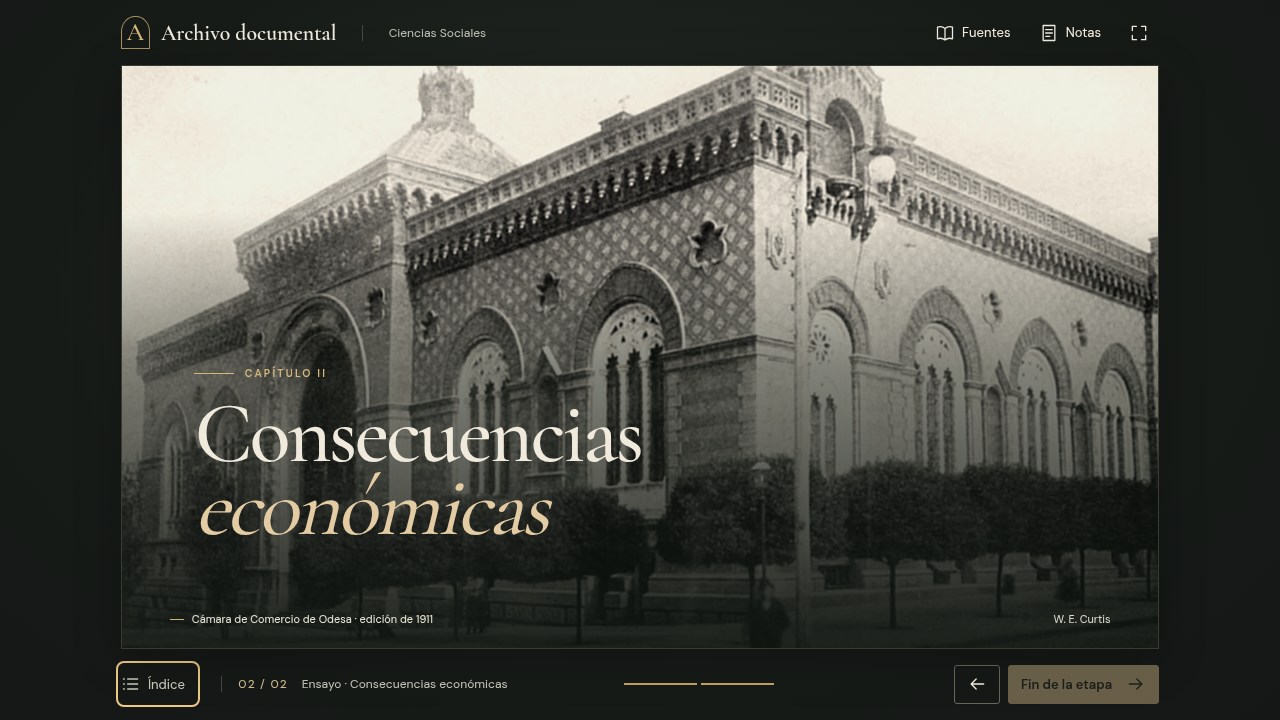 A Archivo documental
Ciencias Sociales
Fuentes
Notas
CAPÍTULO II
Consecuencias
económicas
Cámara de Comercio de Odesa · edición de 1911
W. E. Curtis
Índice
02 / 02
Ensayo · Consecuencias económicas
Fin de la etapa